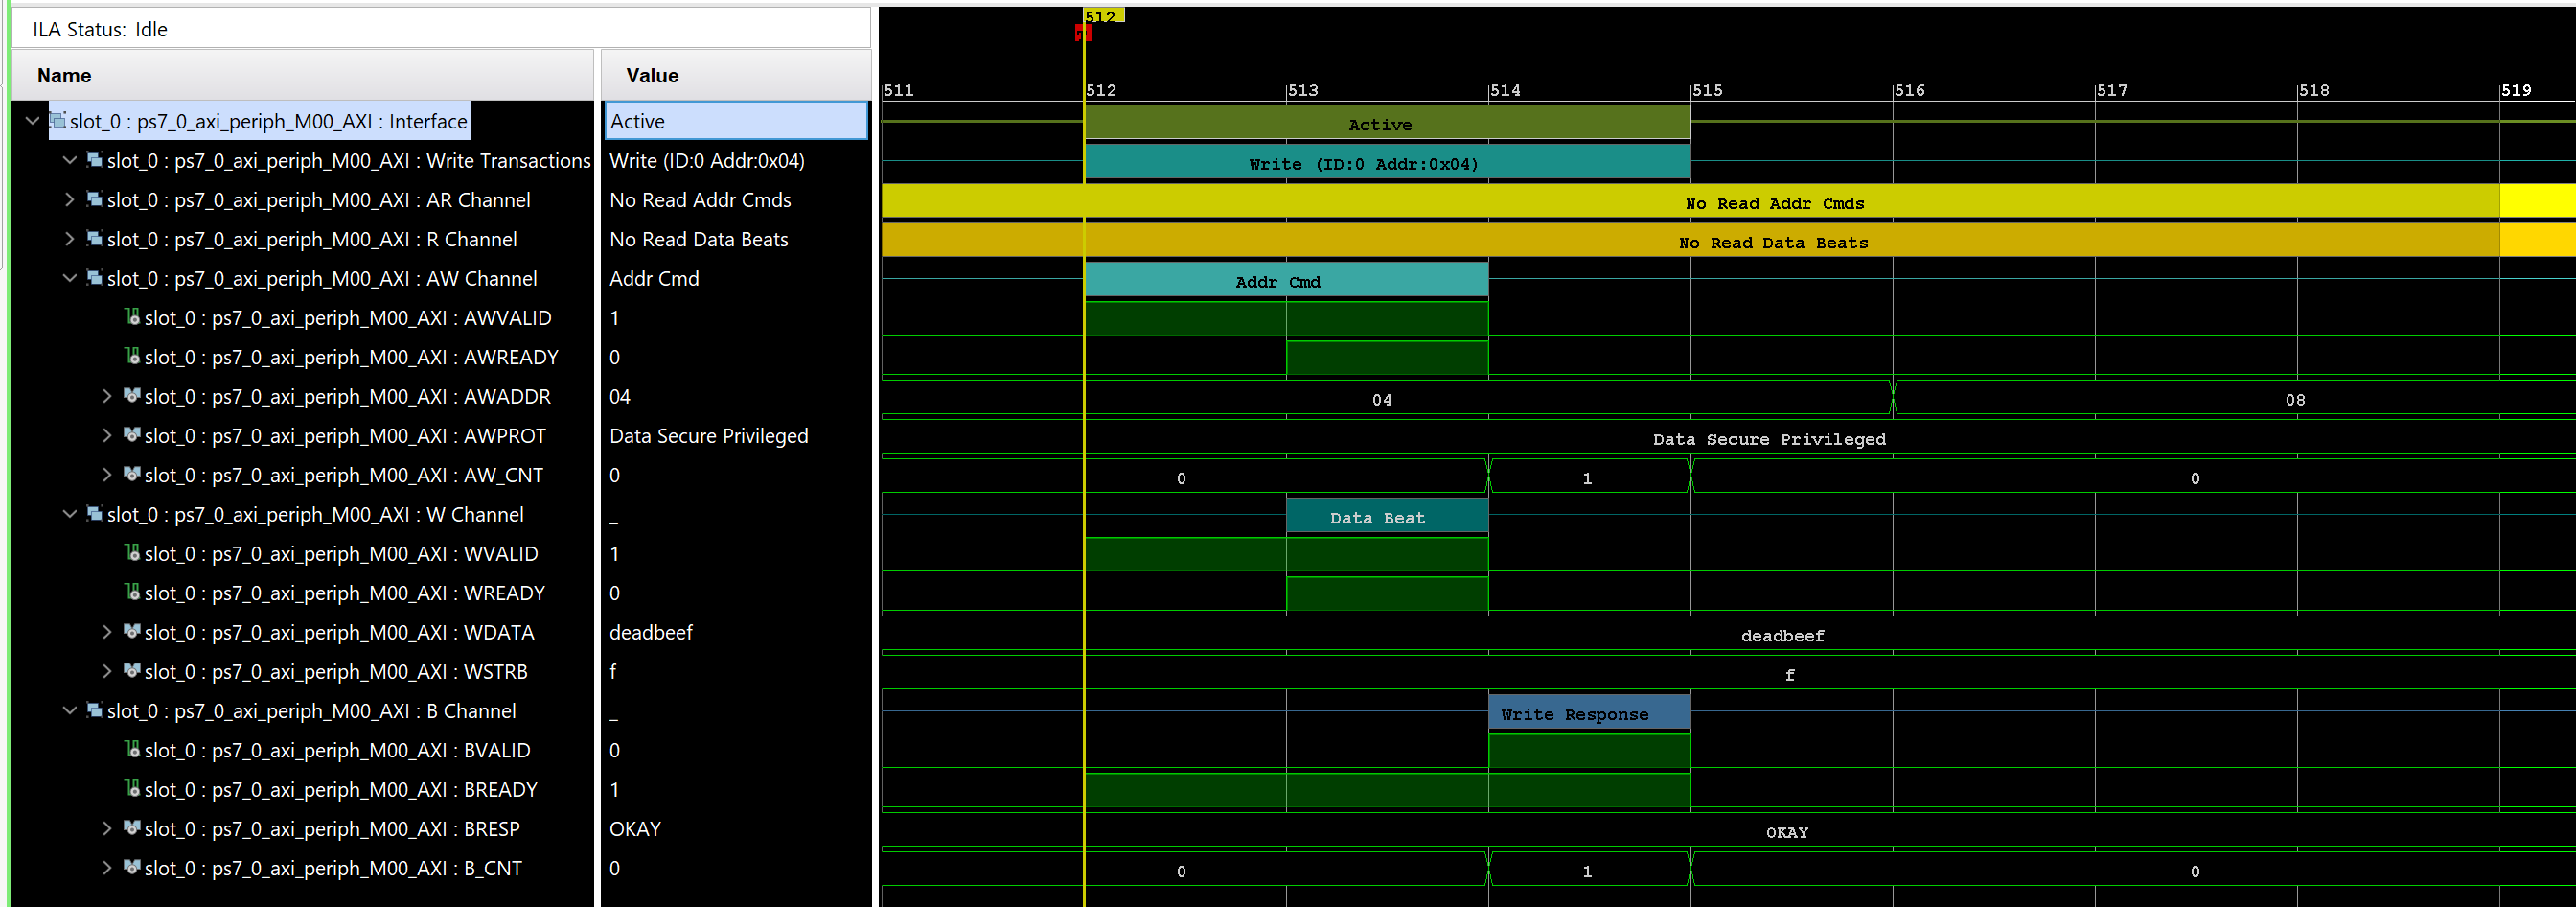 ILA Status: Idle
512
Name Value
511 512 513 514 515 516 517 518 519
slot_0 : ps7_0_axi_periph_M00_AXI : Interface Active Active
slot_0 : ps7_0_axi_periph_M00_AXI : Write Transactions Write (ID:0 Addr:0x04) Write (ID:0 Addr:0x04)
slot_0 : ps7_0_axi_periph_M00_AXI : AR Channel No Read Addr Cmds No Read Addr Cmds
slot_0 : ps7_0_axi_periph_M00_AXI : R Channel No Read Data Beats No Read Data Beats
slot_0 : ps7_0_axi_periph_M00_AXI : AW Channel Addr Cmd Addr Cmd
slot_0 : ps7_0_axi_periph_M00_AXI : AWVALID 1
slot_0 : ps7_0_axi_periph_M00_AXI : AWREADY 0
slot_0 : ps7_0_axi_periph_M00_AXI : AWADDR 04 04 08
slot_0 : ps7_0_axi_periph_M00_AXI : AWPROT Data Secure Privileged Data Secure Privileged
slot_0 : ps7_0_axi_periph_M00_AXI : AW_CNT 0 0 1 0
slot_0 : ps7_0_axi_periph_M00_AXI : W Channel _ Data Beat
slot_0 : ps7_0_axi_periph_M00_AXI : WVALID 1
slot_0 : ps7_0_axi_periph_M00_AXI : WREADY 0
slot_0 : ps7_0_axi_periph_M00_AXI : WDATA deadbeef deadbeef
slot_0 : ps7_0_axi_periph_M00_AXI : WSTRB f f
slot_0 : ps7_0_axi_periph_M00_AXI : B Channel _ Write Response
slot_0 : ps7_0_axi_periph_M00_AXI : BVALID 0
slot_0 : ps7_0_axi_periph_M00_AXI : BREADY 1
slot_0 : ps7_0_axi_periph_M00_AXI : BRESP OKAY OKAY
slot_0 : ps7_0_axi_periph_M00_AXI : B_CNT 0 0 1 0